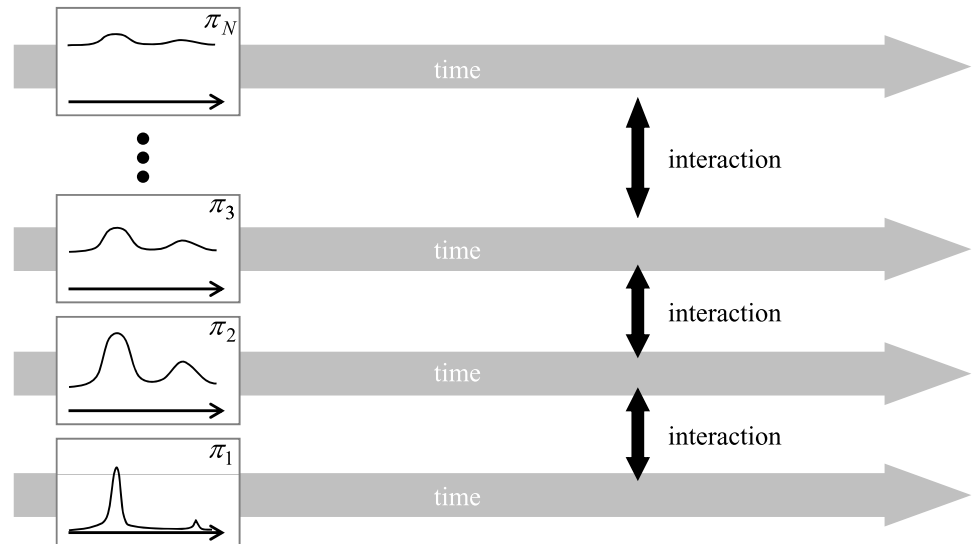 π_N
time
interaction
π_3
time
interaction
π_2
time
interaction
π_1
time